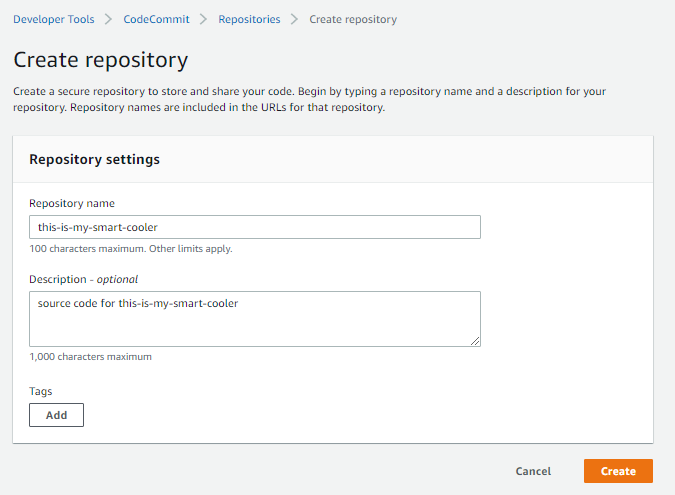 Developer Tools > CodeCommit > Repositories > Create repository
Create repository
Create a secure repository to store and share your code. Begin by typing a repository name and a description for your
repository. Repository names are included in the URLs for that repository.
Repository settings
Repository name
this-is-my-smart-cooler
100 characters maximum. Other limits apply.
Description - optional
source code for this-is-my-smart-cooler
1,000 characters maximum
Tags
Add
Cancel Create